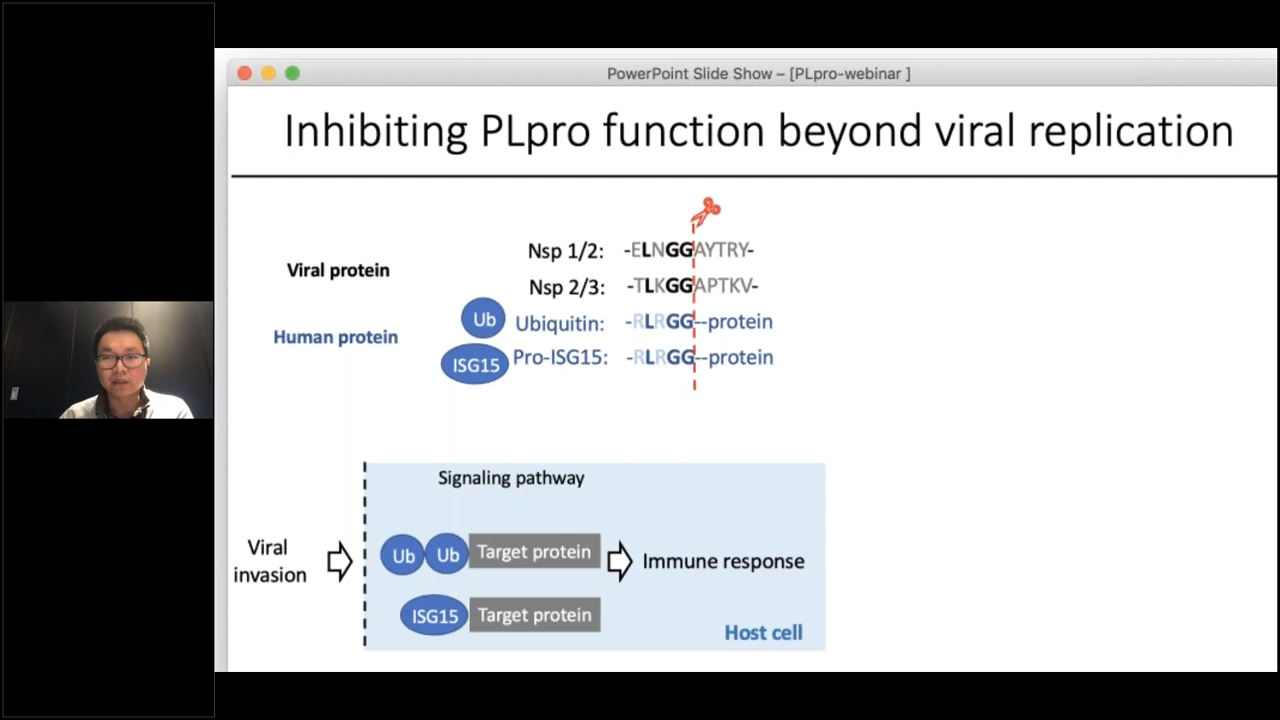 PowerPoint Slide Show – [PLpro-webinar ]
Inhibiting PLpro function beyond viral replication
Viral protein
Human protein
Nsp 1/2: -ELNGGAYTRY-
Nsp 2/3: -TLKGGAPTKV-
Ub Ubiquitin: -RLRGG--protein
ISG15 Pro-ISG15: -RLRGG--protein
Signaling pathway
Viral
invasion
Ub Ub Target protein
Immune response
ISG15 Target protein
Host cell